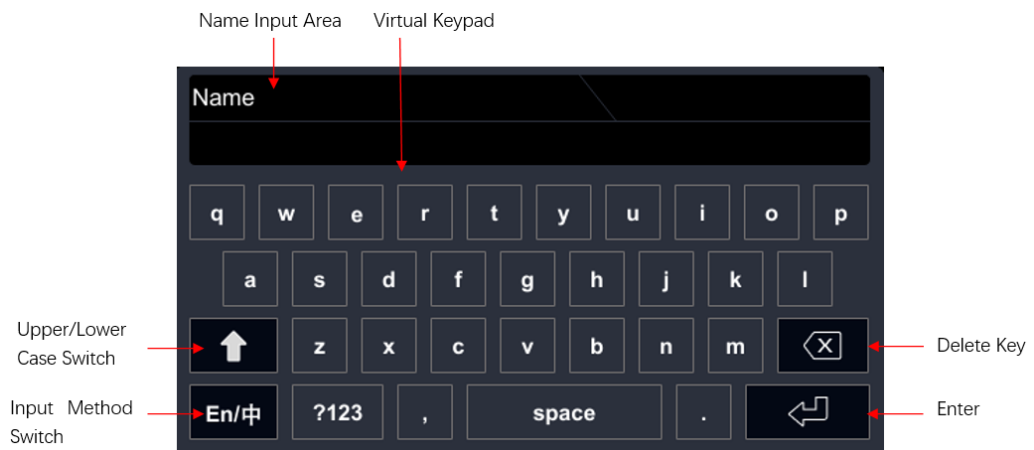 Name Input Area Virtual Keypad
Name
q w e r t y u i o p
a s d f g h j k l
Upper/Lower
Case Switch
z x c v b n m
Delete Key
Input Method
Switch
En/中 ?123 , space .
Enter